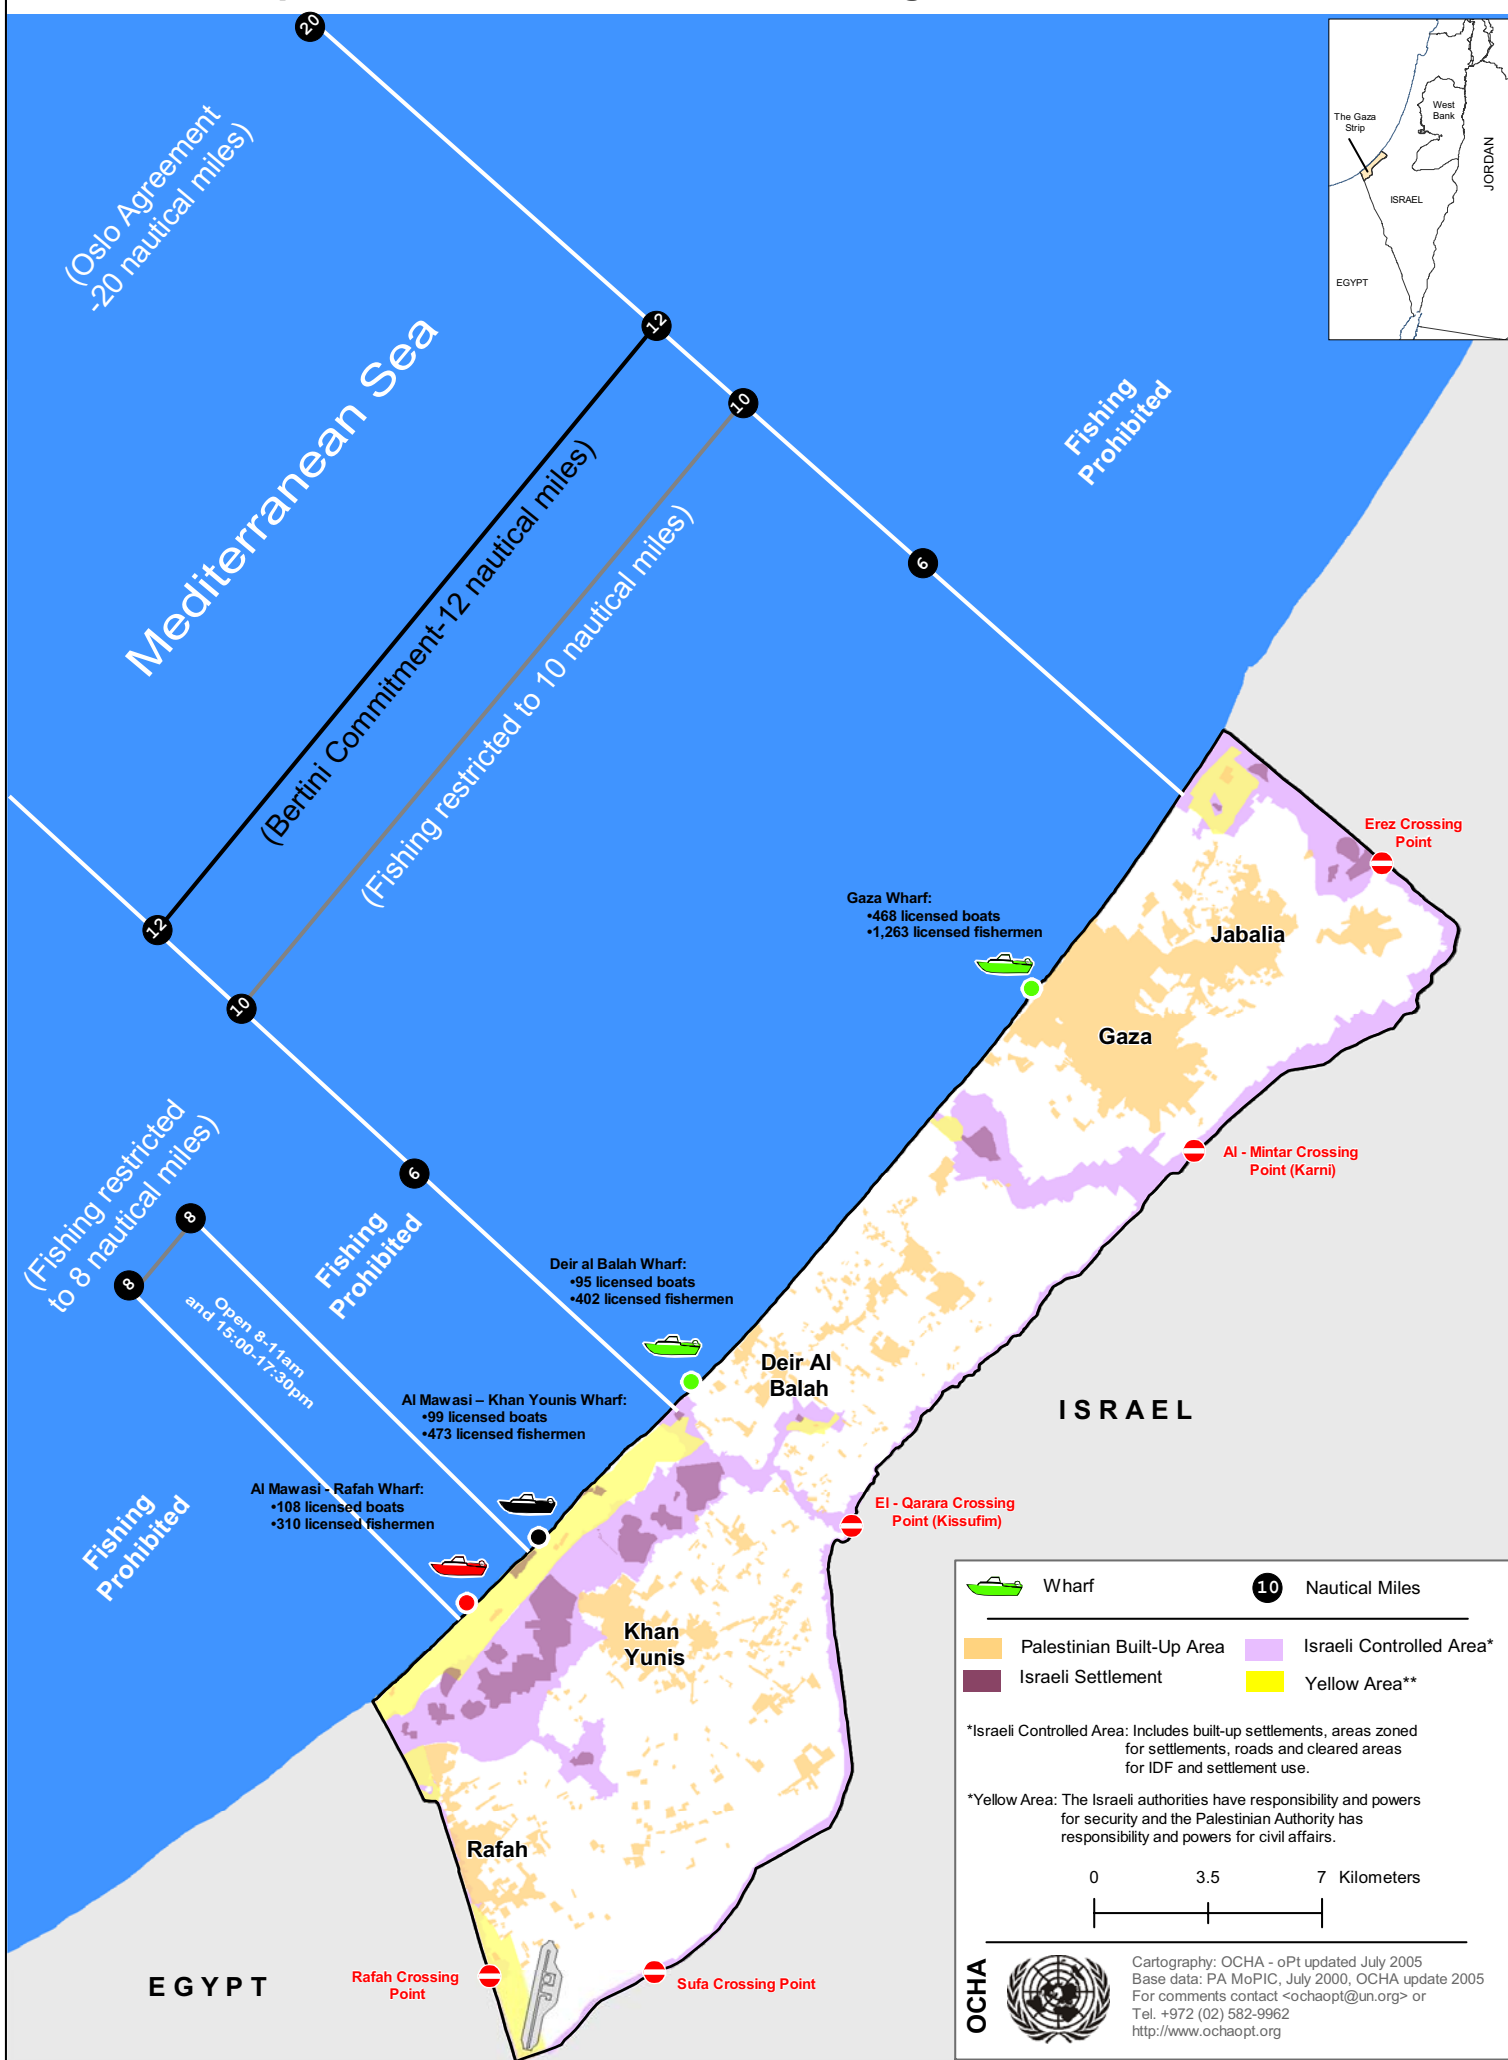 20
(Oslo Agreement
-20 nautical miles)
Mediterranean Sea
12
10
(Bertini Commitment-12 nautical miles)
(Fishing restricted to 10 nautical miles)
6
Fishing
Prohibited
The Gaza
Strip
West
Bank
JORDAN
ISRAEL
EGYPT
12
10
6
(Fishing restricted
to 8 nautical miles)
8
8
Open 8-11am
and 15:00-17:30pm
Fishing
Prohibited
Fishing
Prohibited
Erez Crossing
Point
Gaza Wharf:
•468 licensed boats
•1,263 licensed fishermen
Jabalia
Gaza
Al - Mintar Crossing
Point (Karni)
Deir al Balah Wharf:
•95 licensed boats
•402 licensed fishermen
Deir Al
Balah
Al Mawasi – Khan Younis Wharf:
•99 licensed boats
•473 licensed fishermen
ISRAEL
Al Mawasi - Rafah Wharf:
•108 licensed boats
•310 licensed fishermen
El - Qarara Crossing
Point (Kissufim)
Khan
Yunis
Rafah
EGYPT
Rafah Crossing
Point
Sufa Crossing Point
Wharf
10 Nautical Miles
Palestinian Built-Up Area
Israeli Controlled Area*
Israeli Settlement
Yellow Area**
*Israeli Controlled Area: Includes built-up settlements, areas zoned
for settlements, roads and cleared areas
for IDF and settlement use.
*Yellow Area: The Israeli authorities have responsibility and powers
for security and the Palestinian Authority has
responsibility and powers for civil affairs.
0 3.5 7 Kilometers
OCHA
Cartography: OCHA - oPt updated July 2005
Base data: PA MoPIC, July 2000, OCHA update 2005
For comments contact <ochaopt@un.org> or
Tel. +972 (02) 582-9962
http://www.ochaopt.org